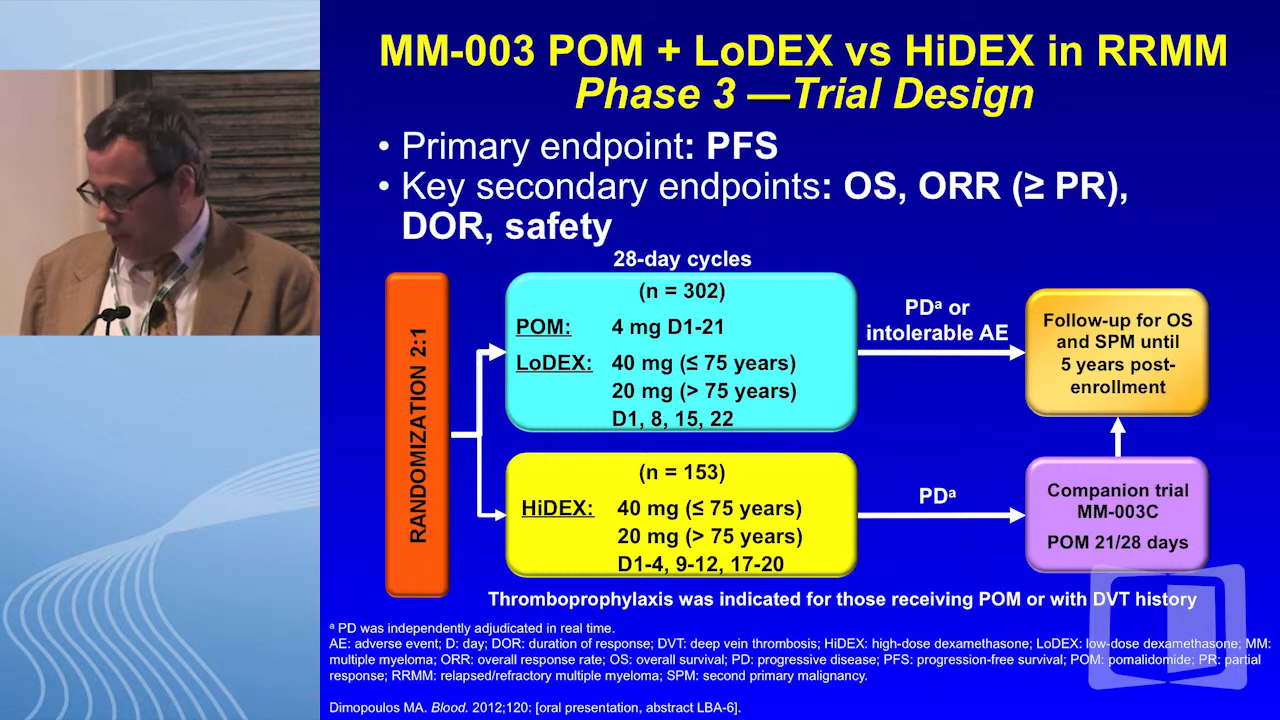 MM-003 POM + LoDEX vs HiDEX in RRMM
Phase 3 —Trial Design
• Primary endpoint: PFS
• Key secondary endpoints: OS, ORR (≥ PR),
DOR, safety
28-day cycles
RANDOMIZATION 2:1
(n = 302)
POM: 4 mg D1-21
LoDEX: 40 mg (≤ 75 years)
20 mg (> 75 years)
D1, 8, 15, 22
PDᵃ or
intolerable AE
Follow-up for OS
and SPM until
5 years post-
enrollment
(n = 153)
HiDEX: 40 mg (≤ 75 years)
20 mg (> 75 years)
D1-4, 9-12, 17-20
PDᵃ
Companion trial
MM-003C
POM 21/28 days
Thromboprophylaxis was indicated for those receiving POM or with DVT history
ᵃ PD was independently adjudicated in real time.
AE: adverse event; D: day; DOR: duration of response; DVT: deep vein thrombosis; HiDEX: high-dose dexamethasone; LoDEX: low-dose dexamethasone; MM:
multiple myeloma; ORR: overall response rate; OS: overall survival; PD: progressive disease; PFS: progression-free survival; POM: pomalidomide; PR: partial
response; RRMM: relapsed/refractory multiple myeloma; SPM: second primary malignancy.
Dimopoulos MA. Blood. 2012;120: [oral presentation, abstract LBA-6].